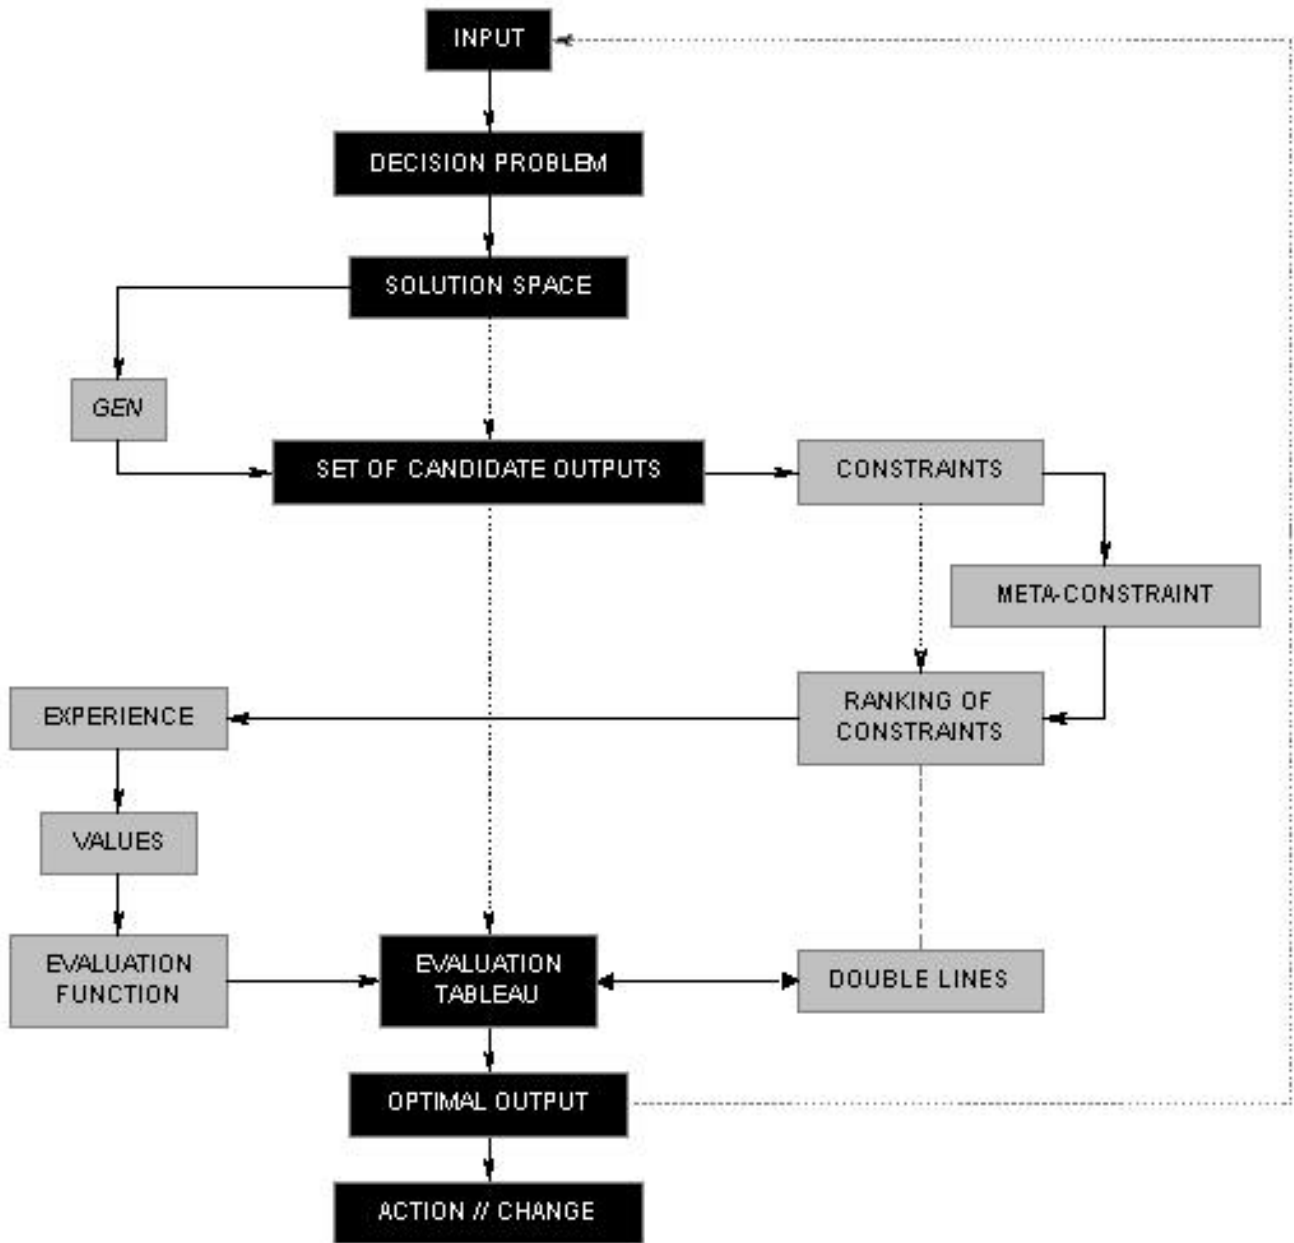 INPUT
DECISION PROBLEM
SOLUTION SPACE
GEN
SET OF CANDIDATE OUTPUTS
CONSTRAINTS
META-CONSTRAINT
RANKING OF
CONSTRAINTS
EXPERIENCE
VALUES
EVALUATION
FUNCTION
EVALUATION
TABLEAU
DOUBLE LINES
OPTIMAL OUTPUT
ACTION // CHANGE